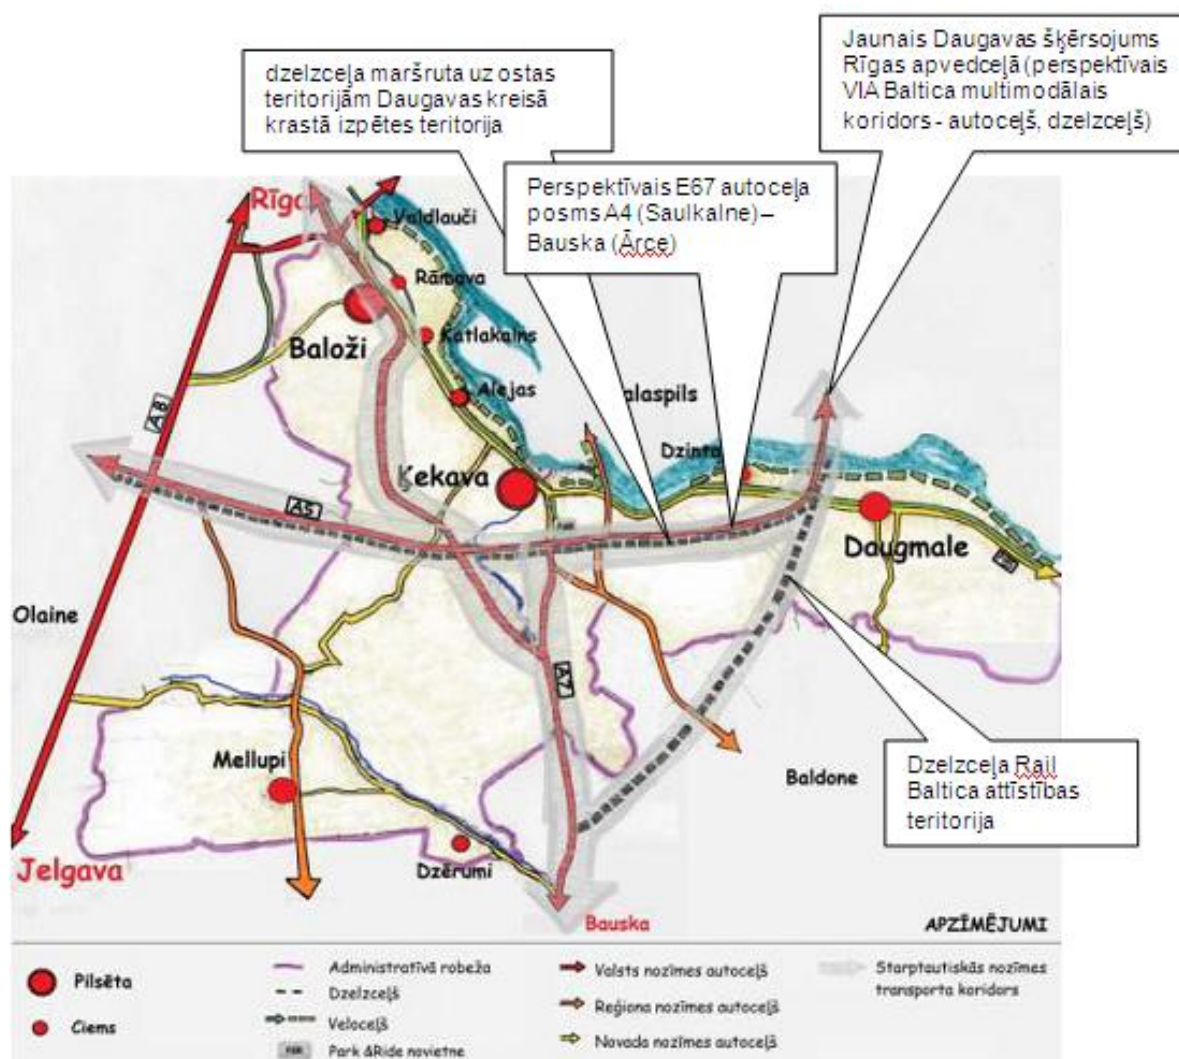 dzelzceļa maršruta uz ostas
teritorijām Daugavas kreisā
krastā izpētes teritorija
Jaunais Daugavas šķērsojums
Rīgas apvedceļā (perspektīvais
VIA Baltica multimodālais
koridors - autoceļš, dzelzceļš)
Perspektīvais E67 autoceļa
posms A4 (Saulkalne) –
Bauska (Ārce)
Rīga
Valdlauči
Rāmava
Katlakalns
Baloži
Alejas
alaspils
A8
Dzinta
Ķekava
A5
Daugmale
Olaine
A7
Mellupi
Baldone
Dzelzceļa Rail
Baltica attīstības
teritorija
Jelgava
Dzērumi
Bauska
APZĪMĒJUMI
Pilsēta
Ciems
Administratīvā robeža
Dzelzceļš
Veloceļš
Park &Ride novietne
Valsts nozīmes autoceļš
Reģiona nozīmes autoceļš
Novada nozīmes autoceļš
Starptautiskās nozīmes
transporta koridors